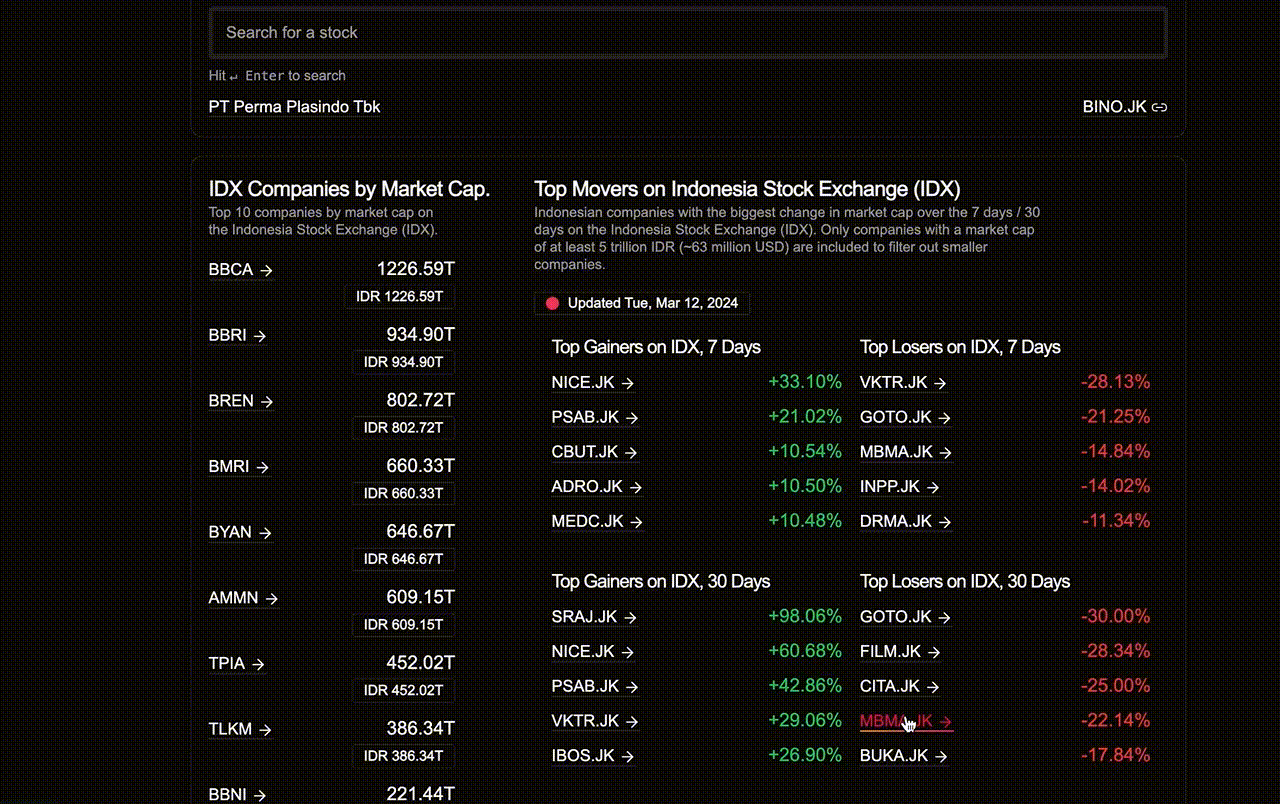 Search for a stock
Hit ↵ Enter to search
PT Perma Plasindo Tbk
BINO.JK
IDX Companies by Market Cap.
Top 10 companies by market cap on
the Indonesia Stock Exchange (IDX).
BBCA → 1226.59T
IDR 1226.59T
BBRI → 934.90T
IDR 934.90T
BREN → 802.72T
IDR 802.72T
BMRI → 660.33T
IDR 660.33T
BYAN → 646.67T
IDR 646.67T
AMMN → 609.15T
IDR 609.15T
TPIA → 452.02T
IDR 452.02T
TLKM → 386.34T
IDR 386.34T
BBNI → 221.44T
Top Movers on Indonesia Stock Exchange (IDX)
Indonesian companies with the biggest change in market cap over the 7 days / 30
days on the Indonesia Stock Exchange (IDX). Only companies with a market cap
of at least 5 trillion IDR (~63 million USD) are included to filter out smaller
companies.
Updated Tue, Mar 12, 2024
Top Gainers on IDX, 7 Days
NICE.JK → +33.10%
PSAB.JK → +21.02%
CBUT.JK → +10.54%
ADRO.JK → +10.50%
MEDC.JK → +10.48%
Top Losers on IDX, 7 Days
VKTR.JK → -28.13%
GOTO.JK → -21.25%
MBMA.JK → -14.84%
INPP.JK → -14.02%
DRMA.JK → -11.34%
Top Gainers on IDX, 30 Days
SRAJ.JK → +98.06%
NICE.JK → +60.68%
PSAB.JK → +42.86%
VKTR.JK → +29.06%
IBOS.JK → +26.90%
Top Losers on IDX, 30 Days
GOTO.JK → -30.00%
FILM.JK → -28.34%
CITA.JK → -25.00%
MBMA.JK → -22.14%
BUKA.JK → -17.84%